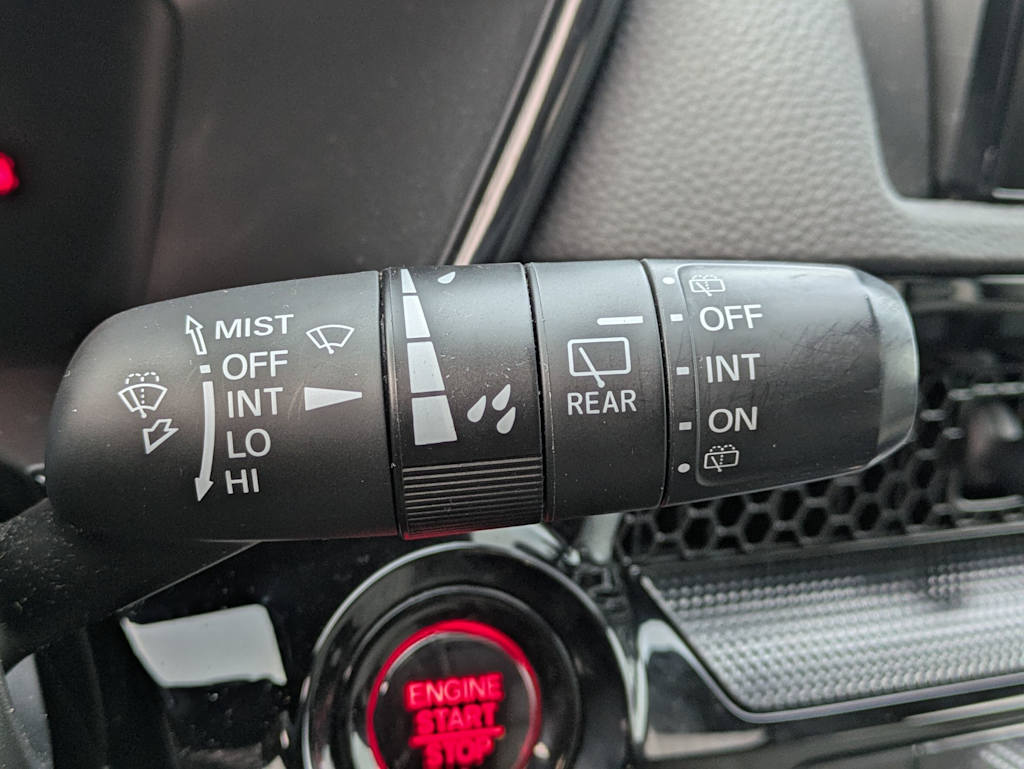 MIST
OFF
INT
LO
HI
REAR
OFF
INT
ON
ENGINE
START
STOP